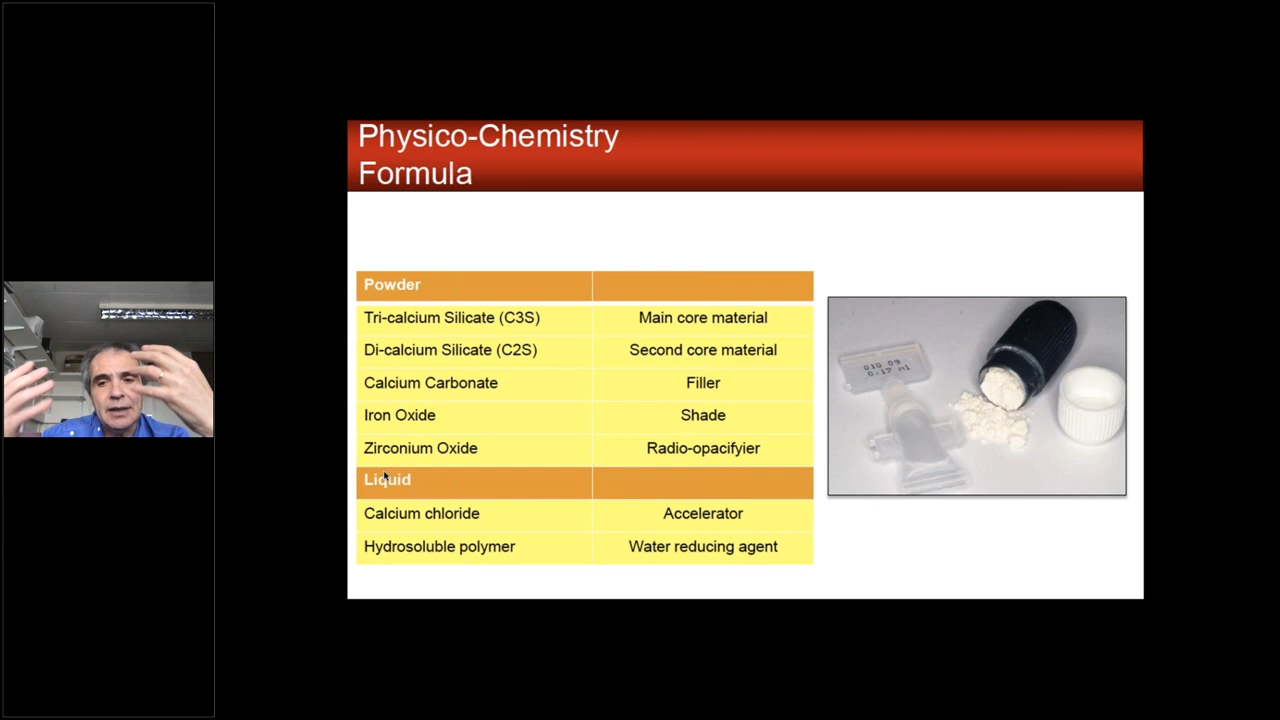 Physico-Chemistry
Formula
Powder
Tri-calcium Silicate (C3S) Main core material
Di-calcium Silicate (C2S) Second core material
Calcium Carbonate Filler
Iron Oxide Shade
Zirconium Oxide Radio-opacifyier
Liquid
Calcium chloride Accelerator
Hydrosoluble polymer Water reducing agent